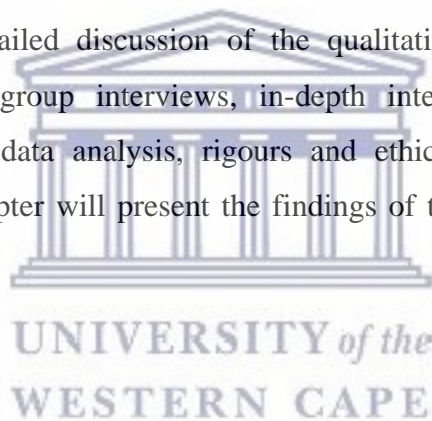 ailed discussion of the qualitati
group interviews, in-depth inte
data analysis, rigours and ethic
pter will present the findings of t
UNIVERSITY of the
WESTERN CAPE